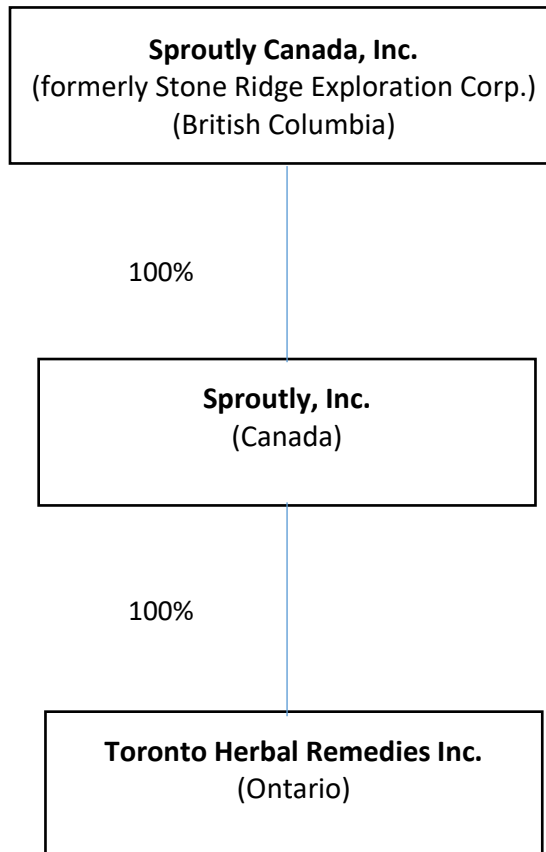 Sproutly Canada, Inc.
(formerly Stone Ridge Exploration Corp.)
(British Columbia)
100%
Sproutly, Inc.
(Canada)
100%
Toronto Herbal Remedies Inc.
(Ontario)